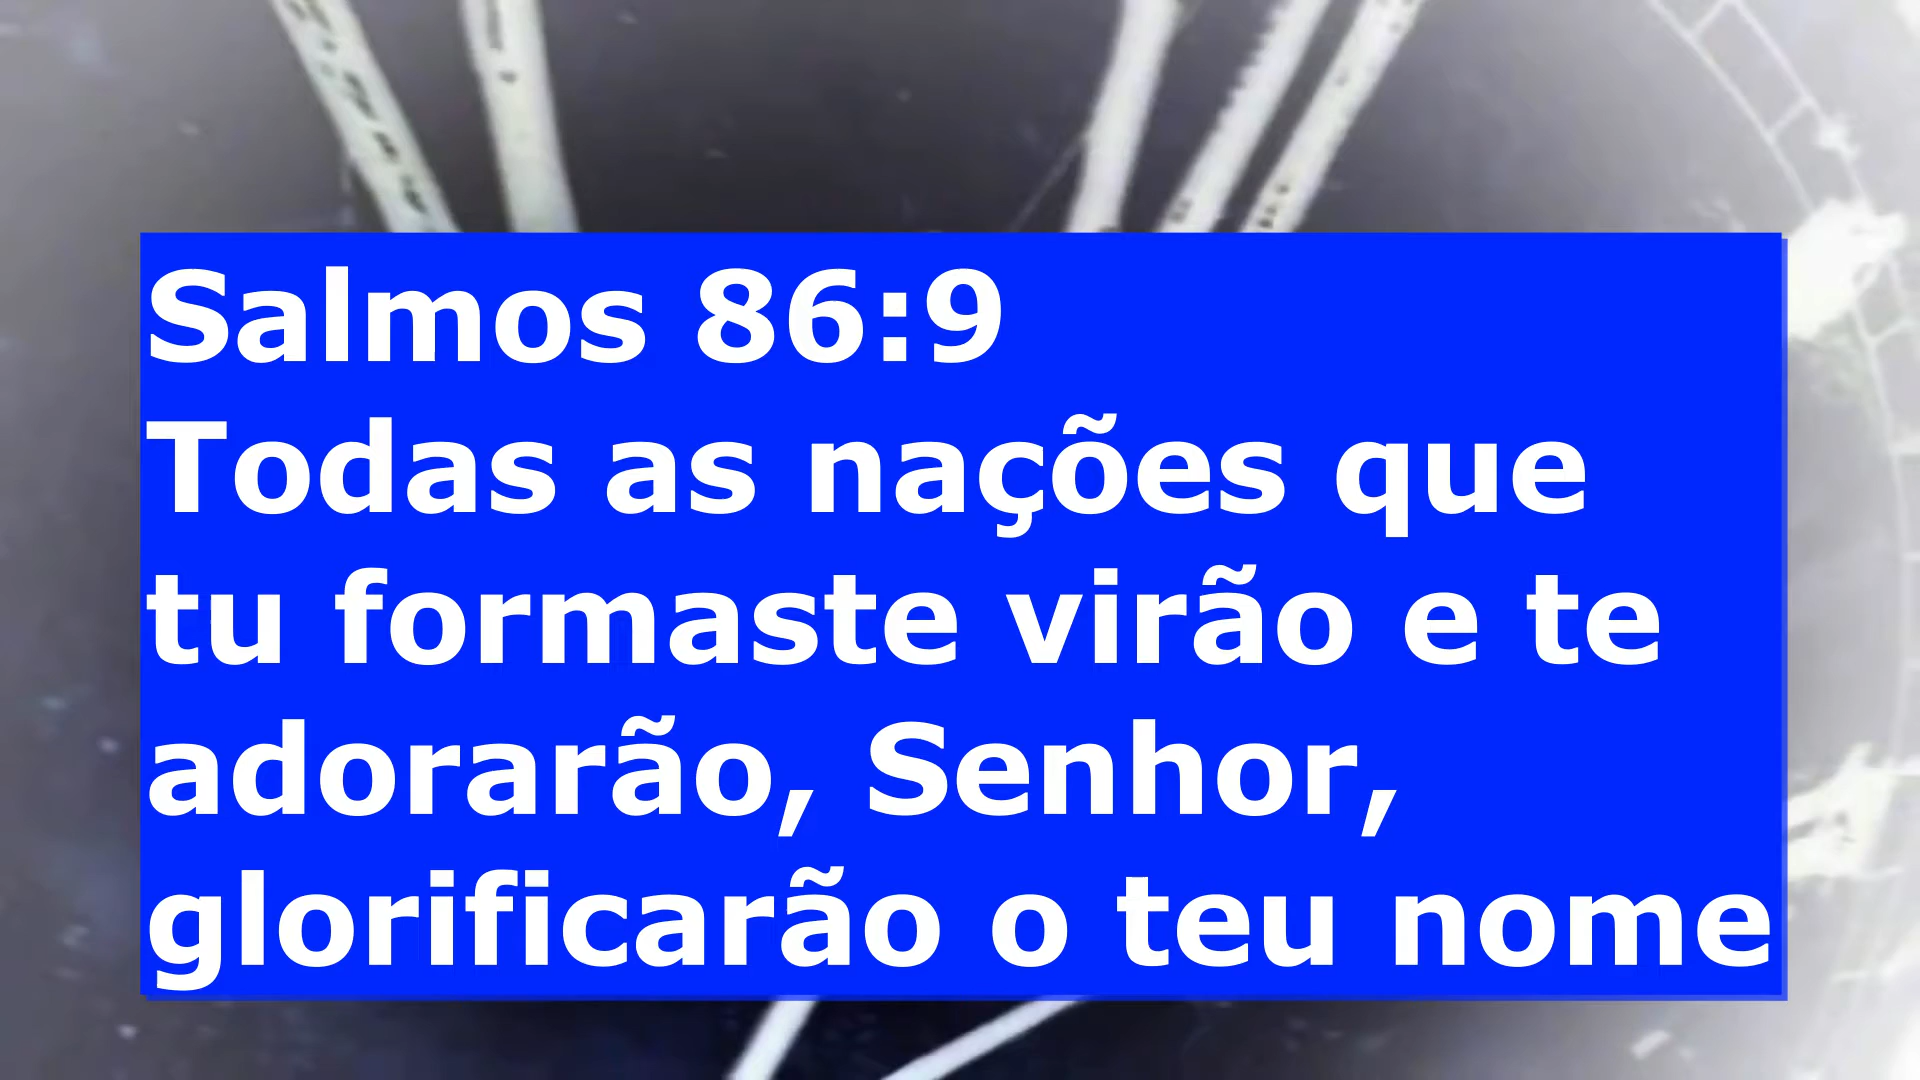 Salmos 86:9
Todas as nações que
tu formaste virão e te
adorarão, Senhor,
glorificarão o teu nome